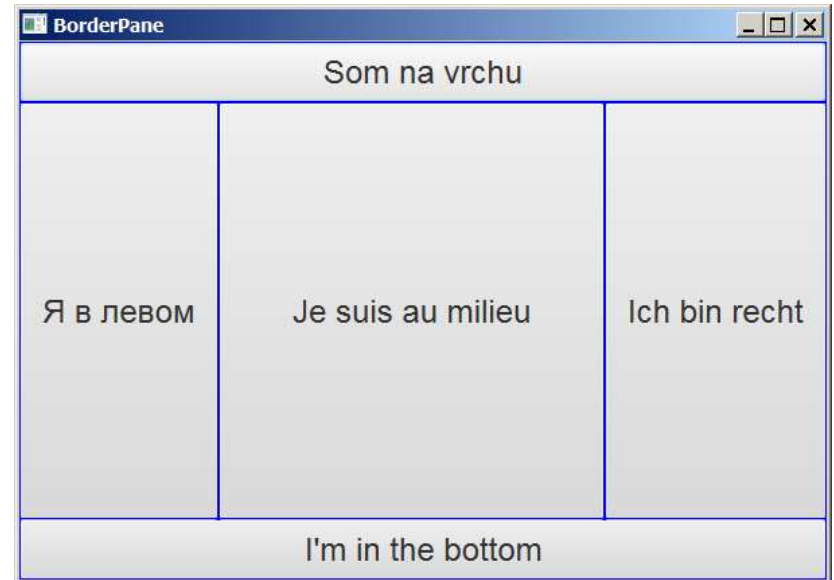 BorderPane
Som na vrchu
Я в левом
Je suis au milieu
Ich bin recht
I'm in the bottom